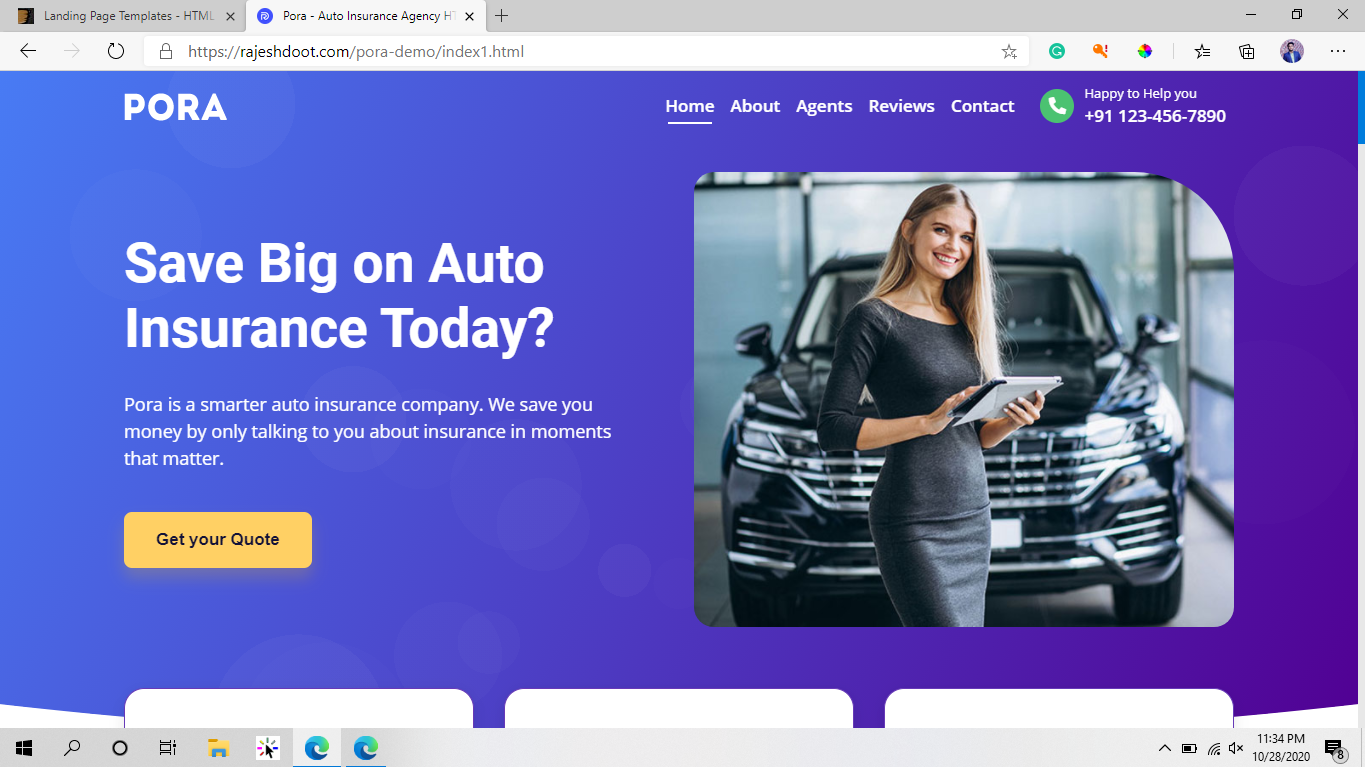 Landing Page Templates - HTML
Pora - Auto Insurance Agency HT
https://rajeshdoot.com/pora-demo/index1.html
PORA
Home About Agents Reviews Contact
Happy to Help you
+91 123-456-7890
Save Big on Auto
Insurance Today?
Pora is a smarter auto insurance company. We save you
money by only talking to you about insurance in moments
that matter.
Get your Quote
11:34 PM
10/28/2020
8